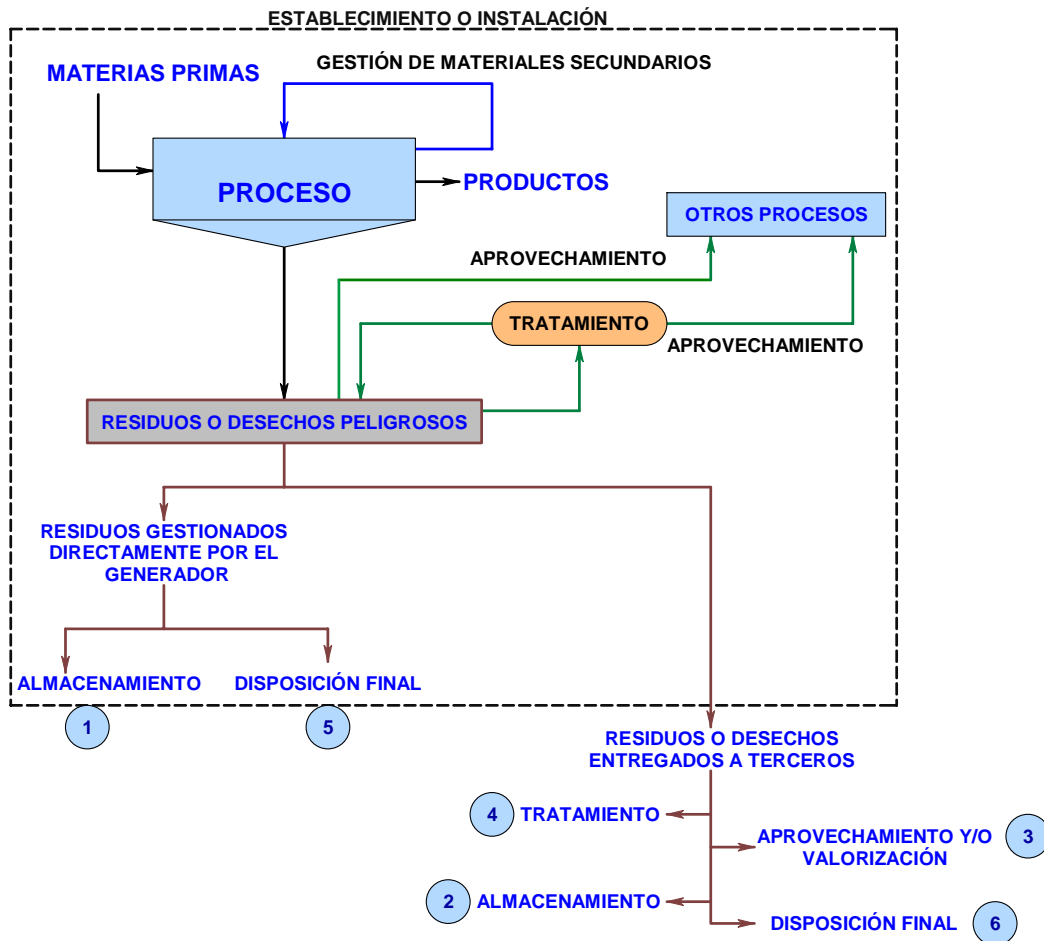 ESTABLECIMIENTO O INSTALACIÓN
GESTIÓN DE MATERIALES SECUNDARIOS
MATERIAS PRIMAS
PROCESO
PRODUCTOS
OTROS PROCESOS
APROVECHAMIENTO
TRATAMIENTO
APROVECHAMIENTO
RESIDUOS O DESECHOS PELIGROSOS
RESIDUOS GESTIONADOS
DIRECTAMENTE POR EL
GENERADOR
ALMACENAMIENTO
DISPOSICIÓN FINAL
1
5
RESIDUOS O DESECHOS
ENTREGADOS A TERCEROS
4 TRATAMIENTO
APROVECHAMIENTO Y/O
VALORIZACIÓN
3
2 ALMACENAMIENTO
DISPOSICIÓN FINAL 6